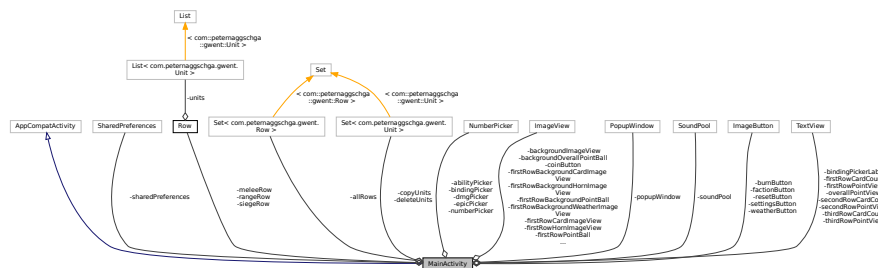 List
< com::peternaggschga
::gwent::Unit >
List< com.peternaggschga.gwent.
Unit >
Set
-units
< com::peternaggschga
::gwent::Row >
< com::peternaggschga
::gwent::Unit >
AppCompatActivity
SharedPreferences
Row
Set< com.peternaggschga.gwent.
Row >
Set< com.peternaggschga.gwent.
Unit >
NumberPicker
ImageView
PopupWindow
SoundPool
ImageButton
TextView
-sharedPreferences
-meleeRow
-rangeRow
-siegeRow
-allRows
-copyUnits
-deleteUnits
-abilityPicker
-bindingPicker
-dmgPicker
-epicPicker
-numberPicker
-backgroundImageView
-backgroundOverallPointBall
-coinButton
-firstRowBackgroundCardImage
View
-firstRowBackgroundHornImage
View
-firstRowBackgroundPointBall
-firstRowBackgroundWeatherImage
View
-firstRowCardImageView
-firstRowHornImageView
-firstRowPointBall
...
-popupWindow
-soundPool
-burnButton
-factionButton
-resetButton
-settingsButton
-weatherButton
-bindingPickerLab
-firstRowCardCou
-firstRowPointView
-overallPointView
-secondRowCardCo
-secondRowPointVi
-thirdRowCardCou
-thirdRowPointView
MainActivity